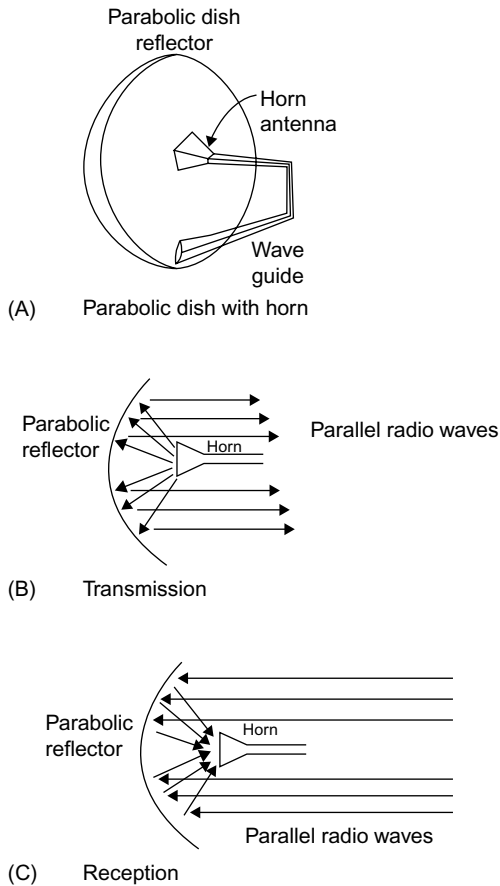 Parabolic dish
reflector
Horn
antenna
Wave
guide
(A) Parabolic dish with horn
Parabolic
reflector
Horn
Parallel radio waves
(B) Transmission
Parabolic
reflector
Horn
Parallel radio waves
(C) Reception